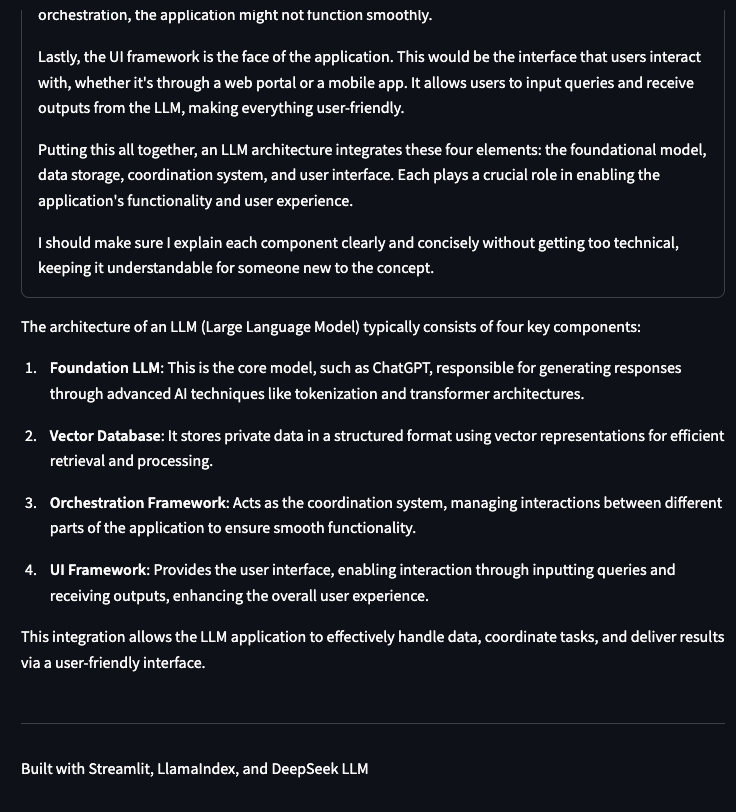 orchestration, the application might not function smoothly.
Lastly, the UI framework is the face of the application. This would be the interface that users interact
with, whether it's through a web portal or a mobile app. It allows users to input queries and receive
outputs from the LLM, making everything user-friendly.
Putting this all together, an LLM architecture integrates these four elements: the foundational model,
data storage, coordination system, and user interface. Each plays a crucial role in enabling the
application's functionality and user experience.
I should make sure I explain each component clearly and concisely without getting too technical,
keeping it understandable for someone new to the concept.
The architecture of an LLM (Large Language Model) typically consists of four key components:
1. Foundation LLM: This is the core model, such as ChatGPT, responsible for generating responses
through advanced AI techniques like tokenization and transformer architectures.
2. Vector Database: It stores private data in a structured format using vector representations for efficient
retrieval and processing.
3. Orchestration Framework: Acts as the coordination system, managing interactions between different
parts of the application to ensure smooth functionality.
4. UI Framework: Provides the user interface, enabling interaction through inputting queries and
receiving outputs, enhancing the overall user experience.
This integration allows the LLM application to effectively handle data, coordinate tasks, and deliver results
via a user-friendly interface.
Built with Streamlit, LlamaIndex, and DeepSeek LLM